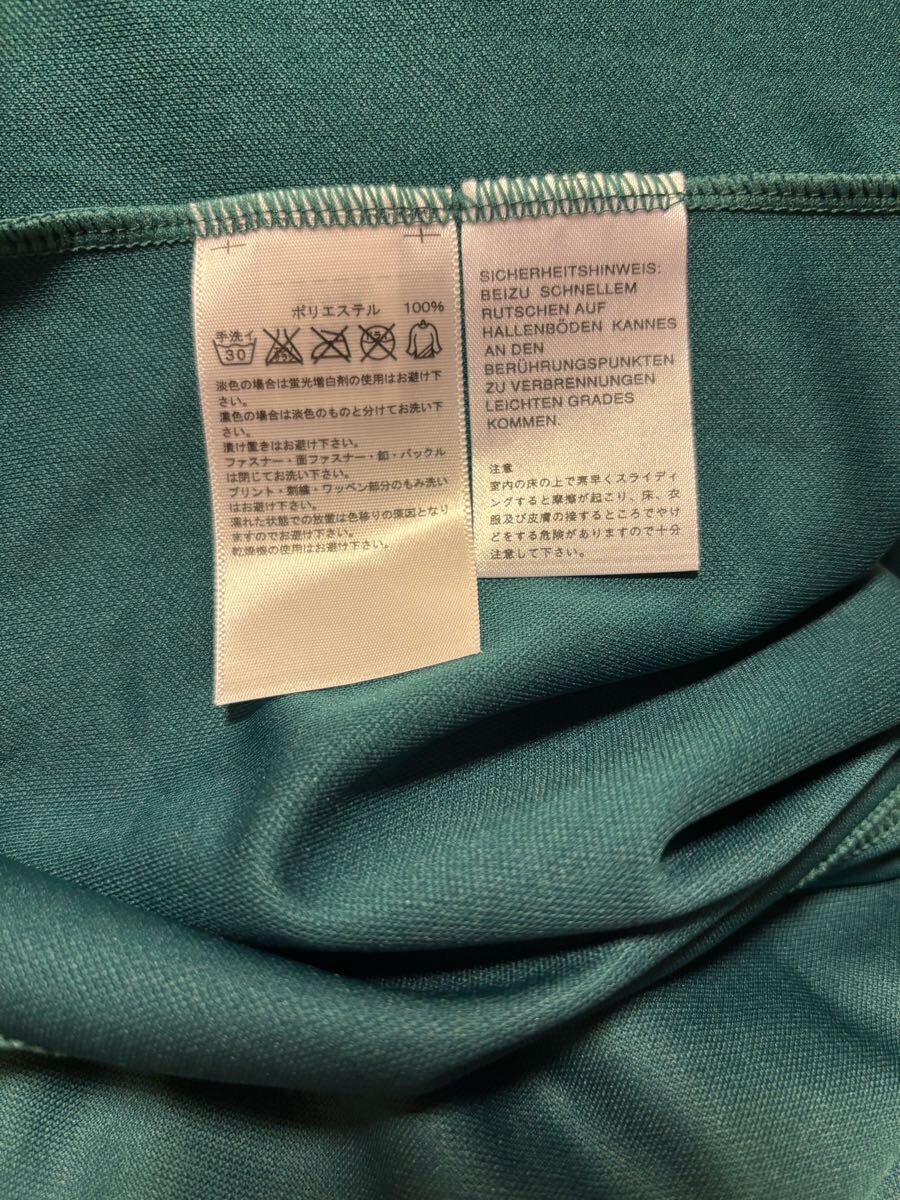 ポリエステル 100%
手洗イ
30
エンソ
サラシ
ドライ
淡色の場合は蛍光増白剤の使用はお避け下
さい。
濃色の場合は淡色のものと分けてお洗い下
さい。
漬け置きはお避け下さい。
ファスナー・面ファスナー・釦・バックル
は閉じてお洗い下さい。
プリント・刺繍・ワッペン部分のもみ洗い
はお避け下さい。
濡れた状態での放置は色移りの原因となり
ますのでお避け下さい。
乾燥機の使用はお避け下さい。
SICHERHEITSHINWEIS:
BEIZU SCHNELLEM
RUTSCHEN AUF
HALLENBÖDEN KANNES
AN DEN
BERÜHRUNGSPUNKTEN
ZU VERBRENNUNGEN
LEICHTEN GRADES
KOMMEN.
注意
室内の床の上で素早くスライディ
ングすると摩擦が起こり、床、衣
服及び皮膚の接するところでやけ
どをする危険がありますので十分
注意して下さい。